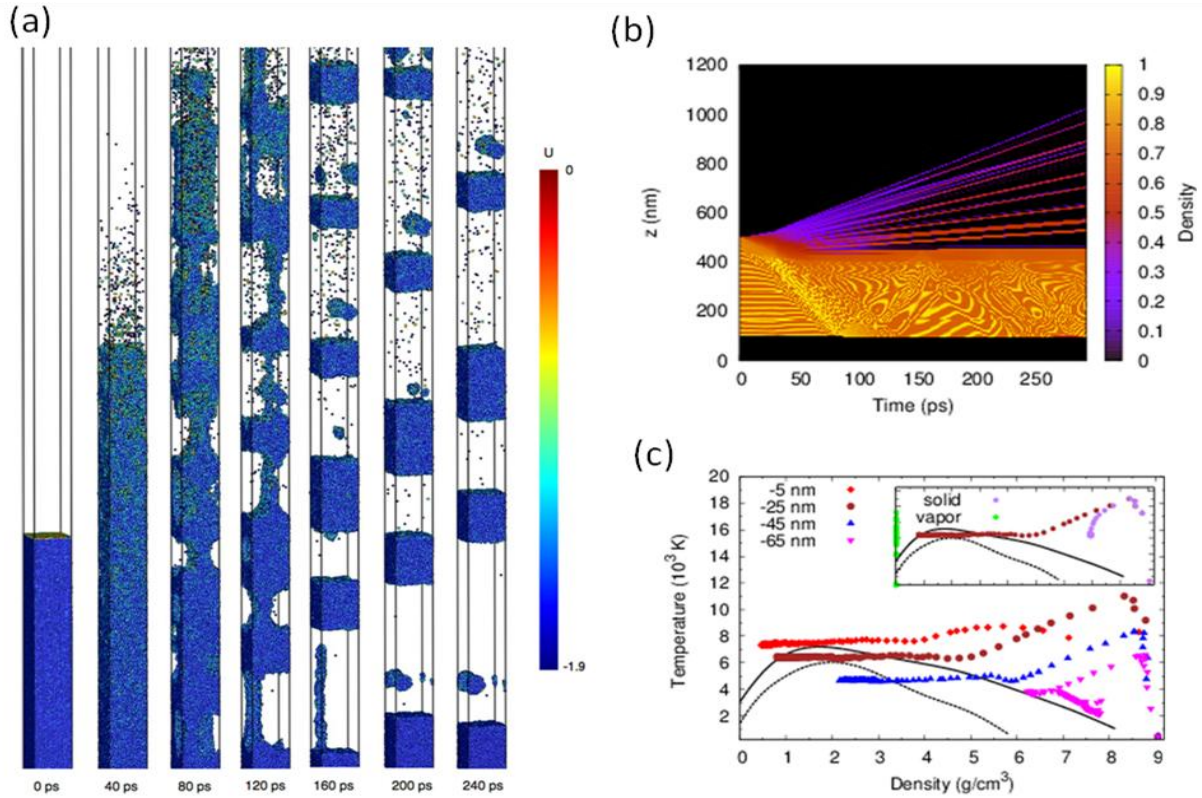 (a)
0 ps
40 ps
80 ps
120 ps
160 ps
200 ps
240 ps
U
0
-1.9
(b)
1200
1000
800
600
400
200
0
z (nm)
0
50
100
150
200
250
Time (ps)
1
0.9
0.8
0.7
0.6
0.5
0.4
0.3
0.2
0.1
0
Density
(c)
20
18
16
14
12
10
8
6
4
2
Temperature (10³ K)
-5 nm
-25 nm
-45 nm
-65 nm
solid
vapor
0
1
2
3
4
5
6
7
8
9
Density (g/cm³)